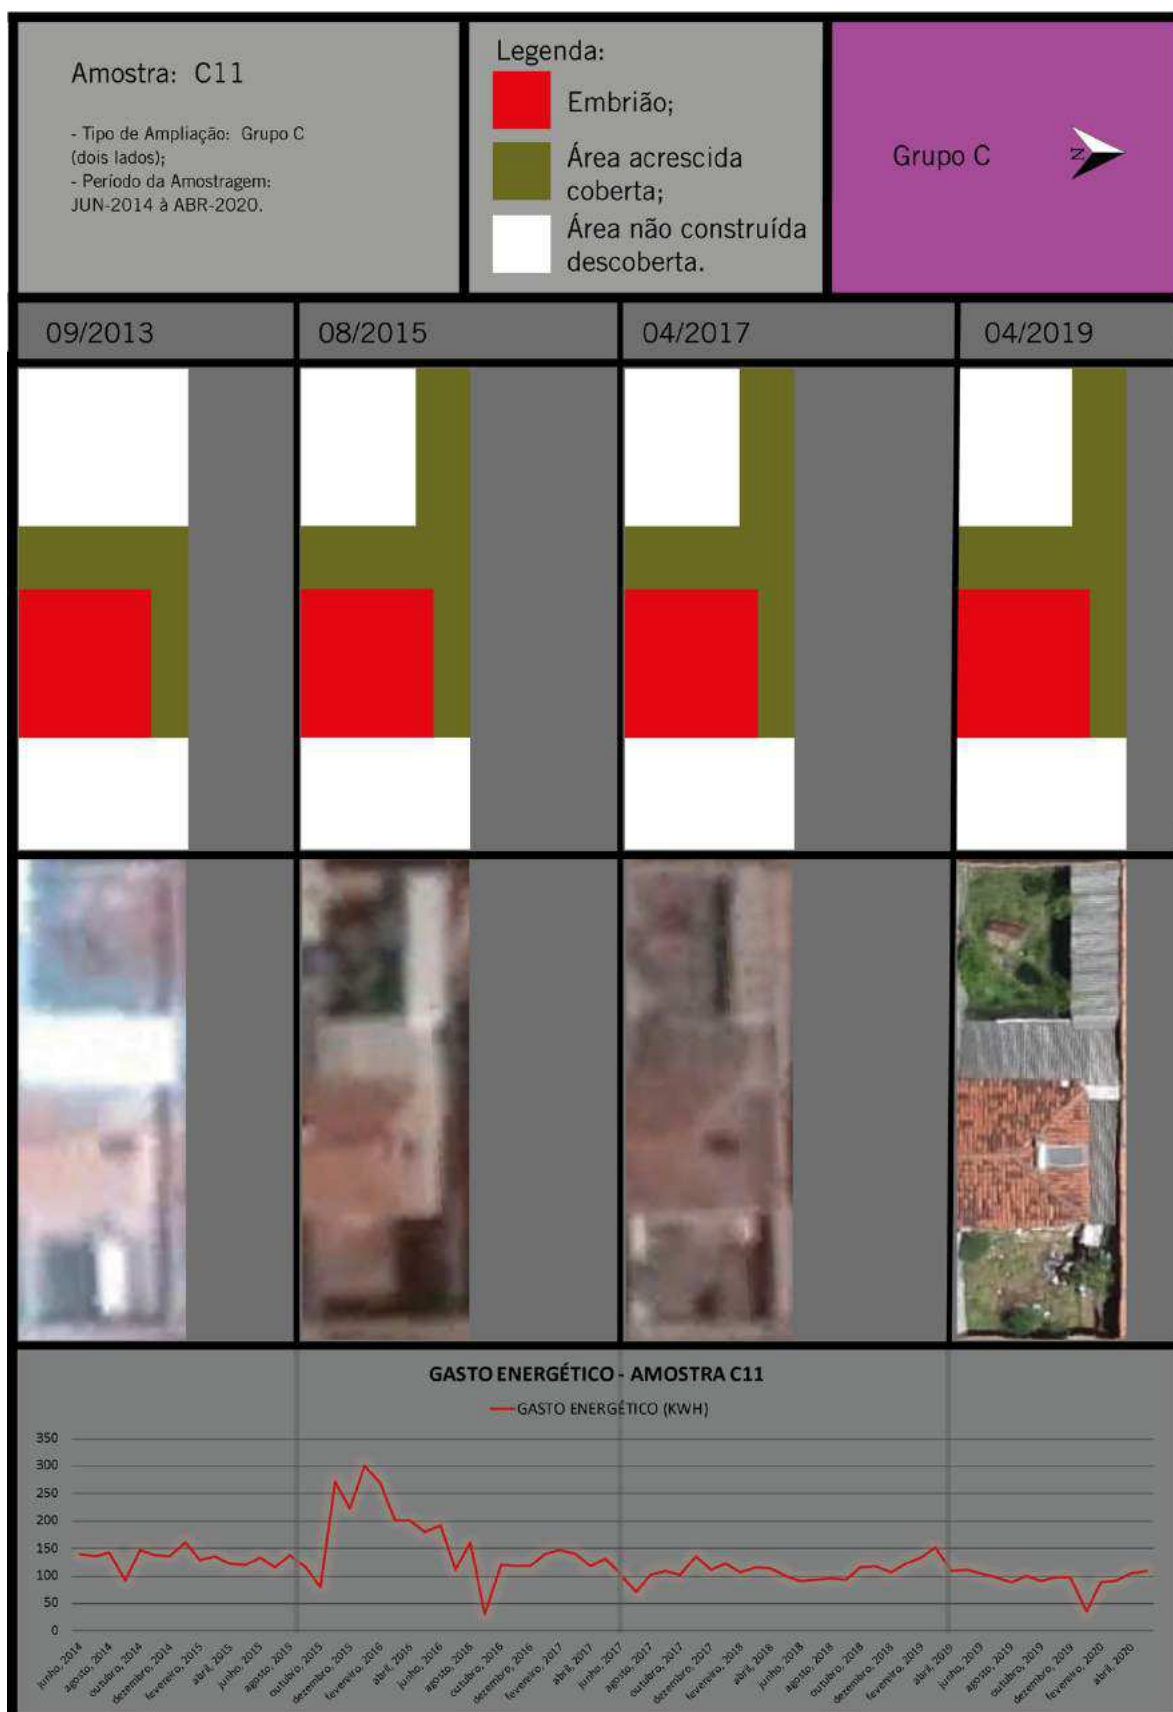 Amostra: C11
- Tipo de Ampliação: Grupo C
(dois lados);
- Período da Amostragem:
JUN-2014 à ABR-2020.
Legenda:
Embrião;
Área acrescida
coberta;
Área não construída
descoberta.
Grupo C
N
09/2013
08/2015
04/2017
04/2019
GASTO ENERGÉTICO - AMOSTRA C11
GASTO ENERGÉTICO (KWH)
350
300
250
200
150
100
50
0
junho, 2014
agosto, 2014
outubro, 2014
dezembro, 2014
fevereiro, 2015
abril, 2015
junho, 2015
agosto, 2015
outubro, 2015
dezembro, 2015
fevereiro, 2016
abril, 2016
junho, 2016
agosto, 2016
outubro, 2016
dezembro, 2016
fevereiro, 2017
abril, 2017
junho, 2017
agosto, 2017
outubro, 2017
dezembro, 2017
fevereiro, 2018
abril, 2018
junho, 2018
agosto, 2018
outubro, 2018
dezembro, 2018
fevereiro, 2019
abril, 2019
junho, 2019
agosto, 2019
outubro, 2019
dezembro, 2019
fevereiro, 2020
abril, 2020